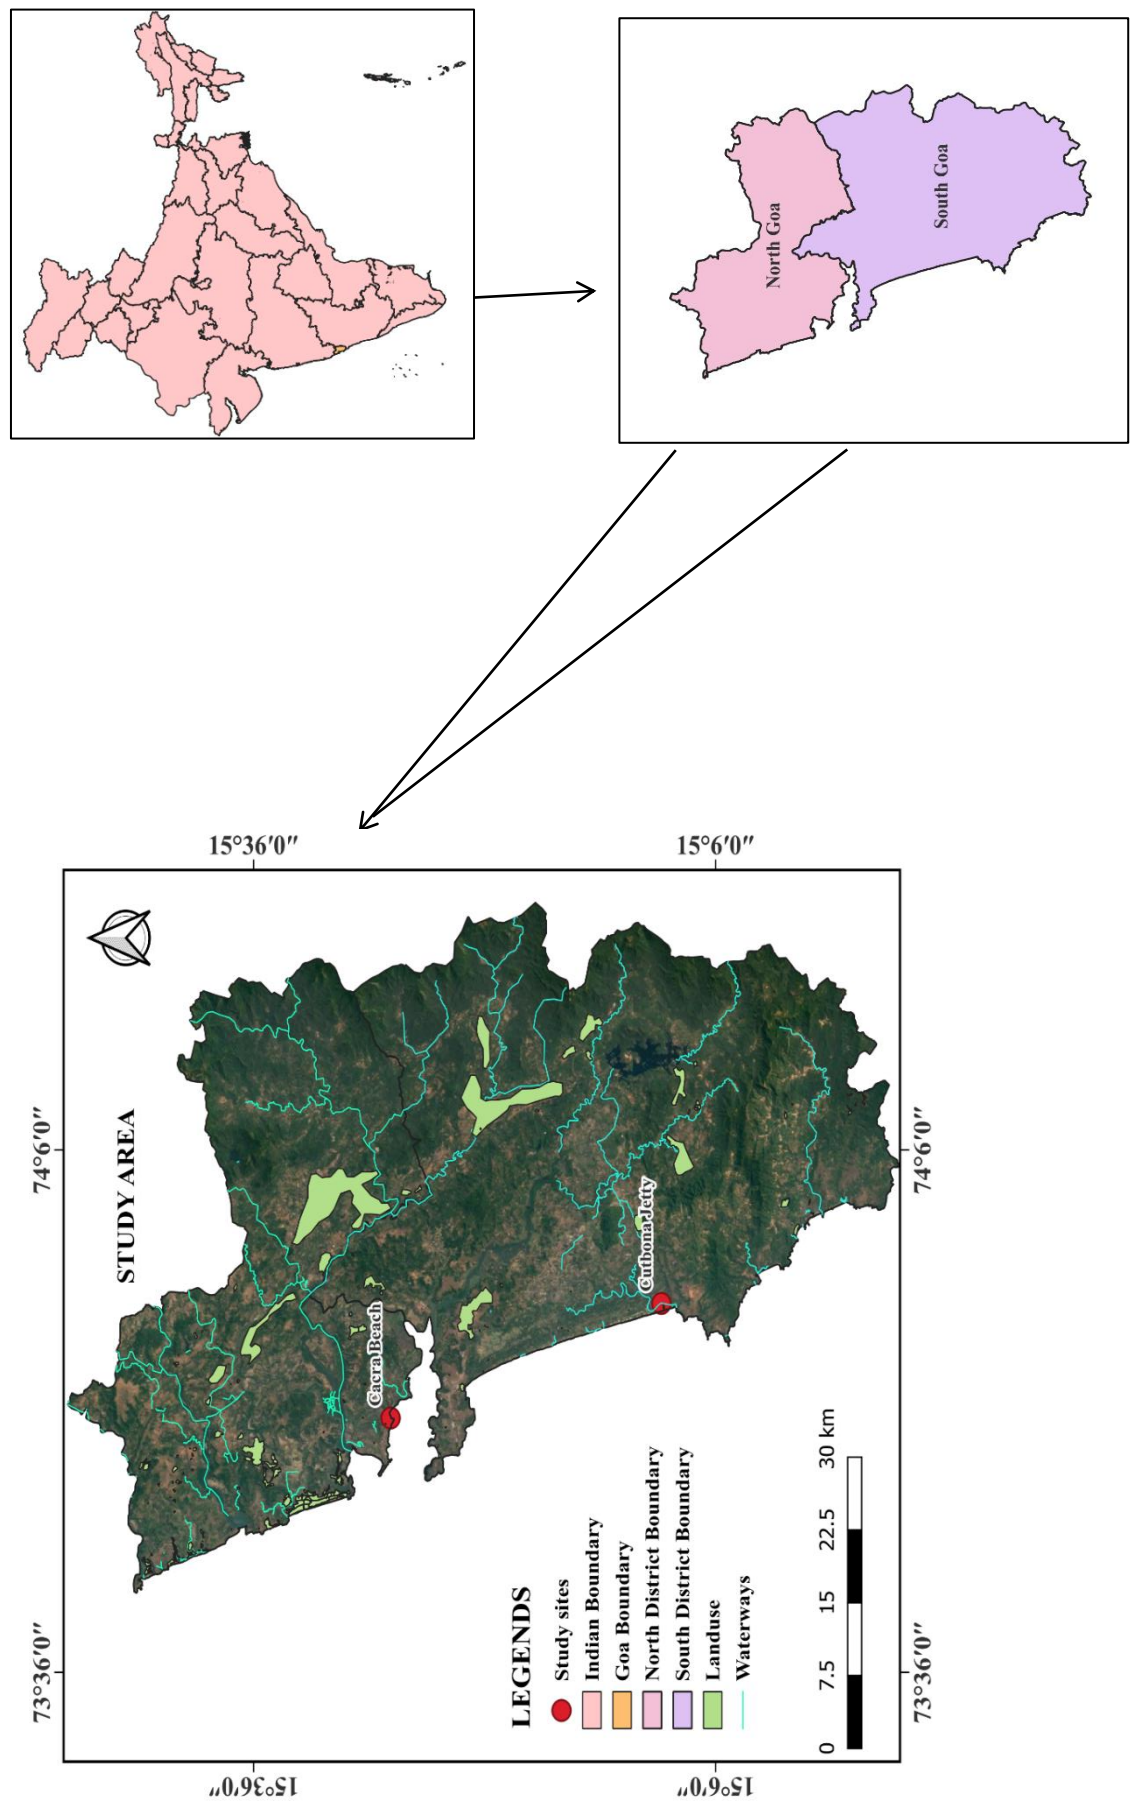 North Goa
South Goa
15°36′0″
15°6′0″
STUDY AREA
74°6′0″
74°6′0″
Cacra Beach
Cutbona Jetty
73°36′0″
73°36′0″
LEGENDS
Study sites
Indian Boundary
Goa Boundary
North District Boundary
South District Boundary
Landuse
Waterways
0 7.5 15 22.5 30 km
15°36′0″
15°6′0″